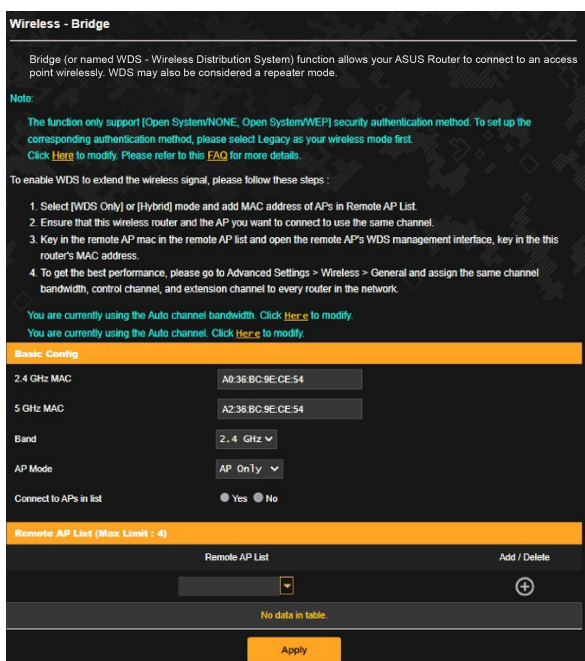 Wireless - Bridge
Bridge (or named WDS - Wireless Distribution System) function allows your ASUS Router to connect to an access
point wirelessly. WDS may also be considered a repeater mode.
Note:
The function only support [Open System/NONE, Open System/WEP] security authentication method. To set up the
corresponding authentication method, please select Legacy as your wireless mode first.
Click Here to modify. Please refer to this FAQ for more details.
To enable WDS to extend the wireless signal, please follow these steps :
1. Select [WDS Only] or [Hybrid] mode and add MAC address of APs in Remote AP List.
2. Ensure that this wireless router and the AP you want to connect to use the same channel.
3. Key in the remote AP mac in the remote AP list and open the remote AP's WDS management interface, key in the this
router's MAC address.
4. To get the best performance, please go to Advanced Settings > Wireless > General and assign the same channel
bandwidth, control channel, and extension channel to every router in the network.
You are currently using the Auto channel bandwidth. Click Here to modify.
You are currently using the Auto channel. Click Here to modify.
Basic Config
2.4 GHz MAC A0:36:BC:9E:CE:54
5 GHz MAC A2:36:BC:9E:CE:54
Band 2.4 GHz
AP Mode AP Only
Connect to APs in list Yes No
Remote AP List (Max Limit : 4)
Remote AP List Add / Delete
No data in table.
Apply